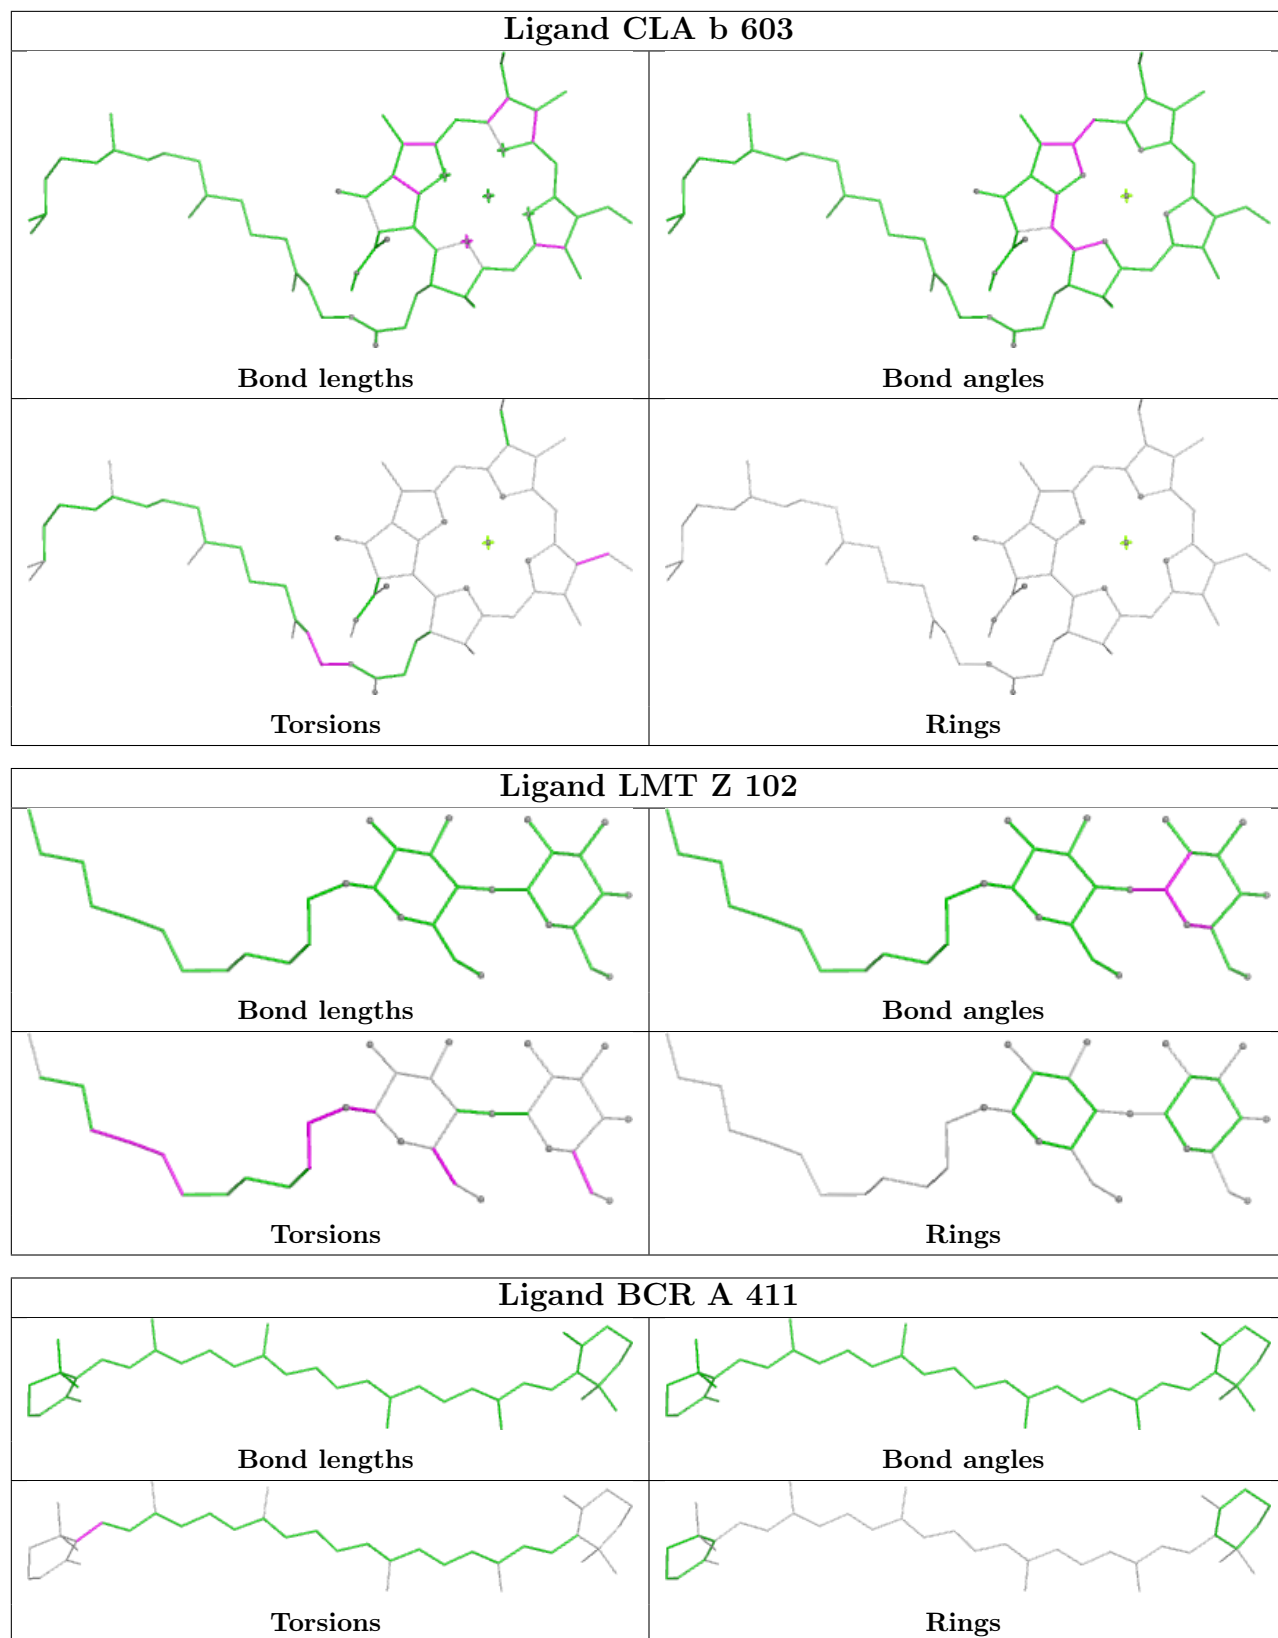 Ligand CLA b 603
Bond lengths
Bond angles
Torsions
Rings
Ligand LMT Z 102
Bond lengths
Bond angles
Torsions
Rings
Ligand BCR A 411
Bond lengths
Bond angles
Torsions
Rings